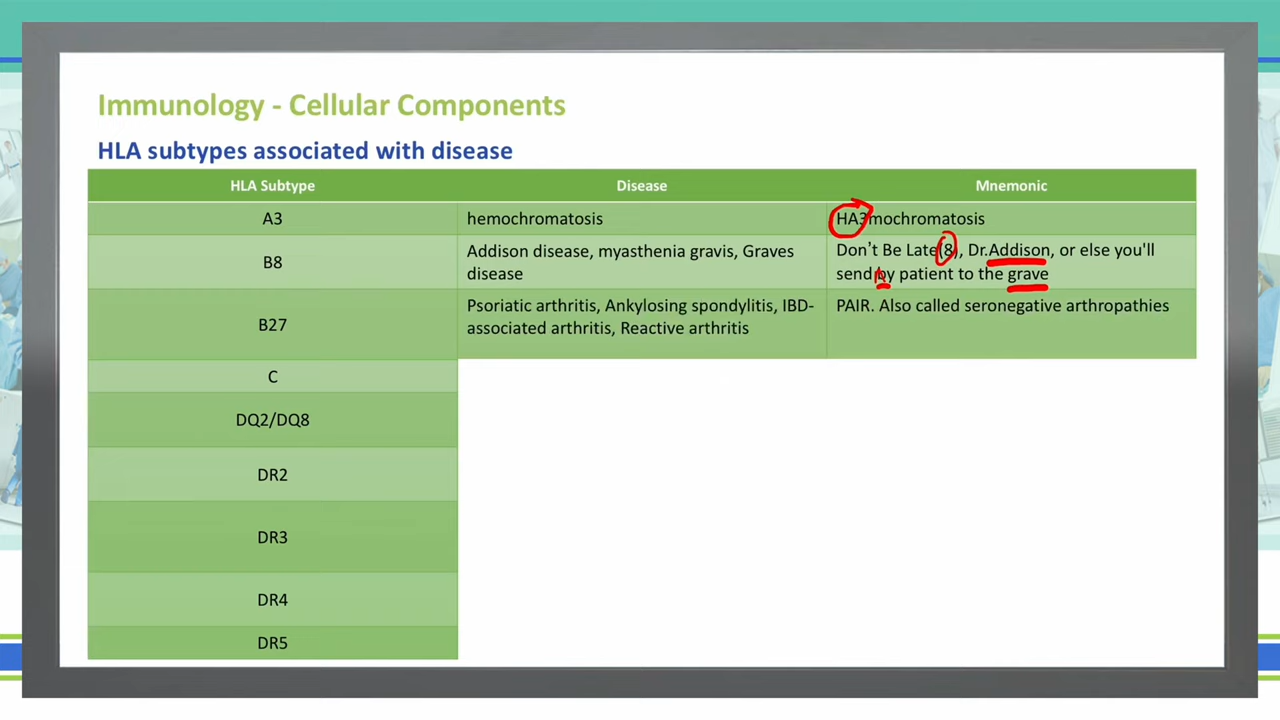 Immunology - Cellular Components
HLA subtypes associated with disease
HLA Subtype Disease Mnemonic
A3 hemochromatosis HA3mochromatosis
B8 Addison disease, myasthenia gravis, Graves disease Don't Be Late(8), Dr.Addison, or else you'll
send by patient to the grave
B27 Psoriatic arthritis, Ankylosing spondylitis, IBD-
associated arthritis, Reactive arthritis PAIR. Also called seronegative arthropathies
C
DQ2/DQ8
DR2
DR3
DR4
DR5